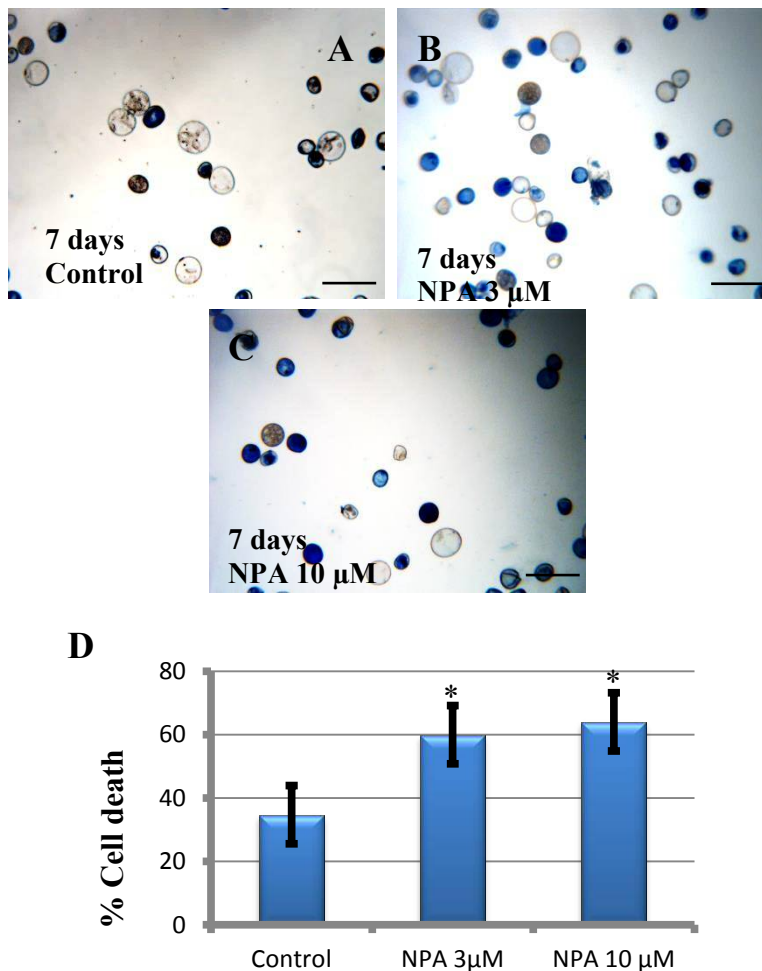 A
7 days
Control
B
7 days
NPA 3 µM
C
7 days
NPA 10 µM
D
% Cell death
80
60
40
20
0
*
*
Control
NPA 3µM
NPA 10 µM